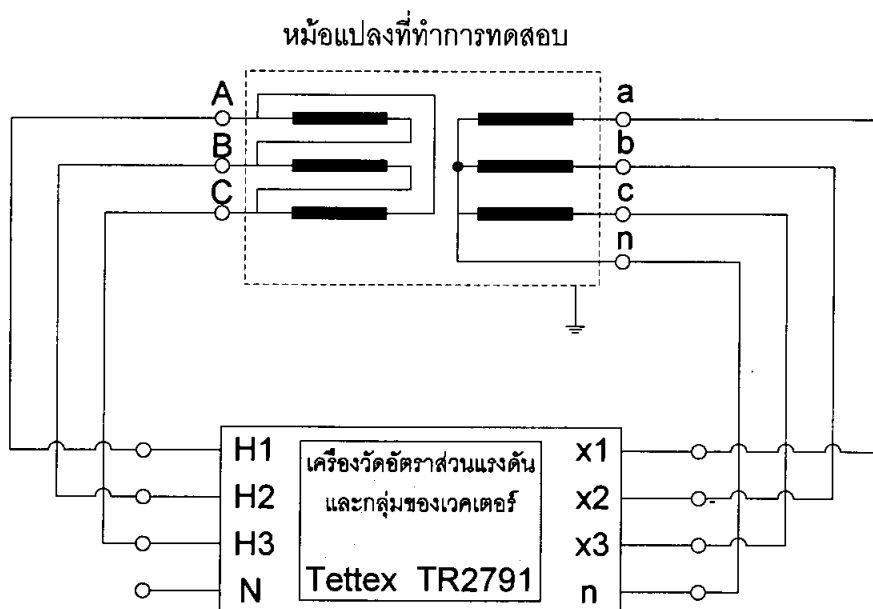 หม้อแปลงที่ทำการทดสอบ
A
a
B
b
C
c
n
H1
เครื่องวัดอัตราส่วนแรงดัน
x1
H2
และกลุ่มของเวคเตอร์
x2
H3
x3
N
Tettex TR2791
n